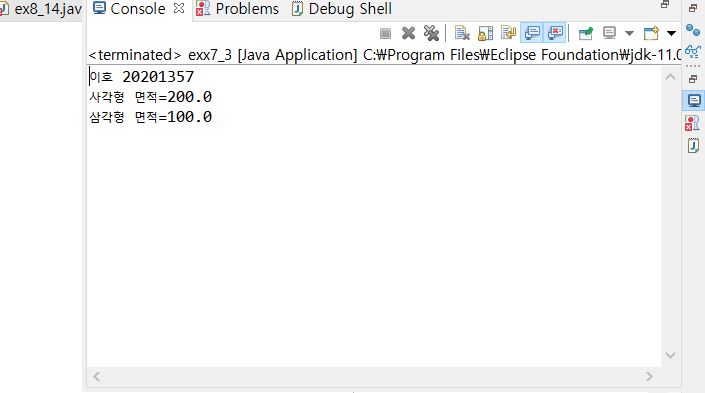 ex8_14.jav
Console Problems Debug Shell
<terminated> exx7_3 [Java Application] C:₩Program Files₩Eclipse Foundation₩jdk-11.0
이호 20201357
사각형 면적=200.0
삼각형 면적=100.0